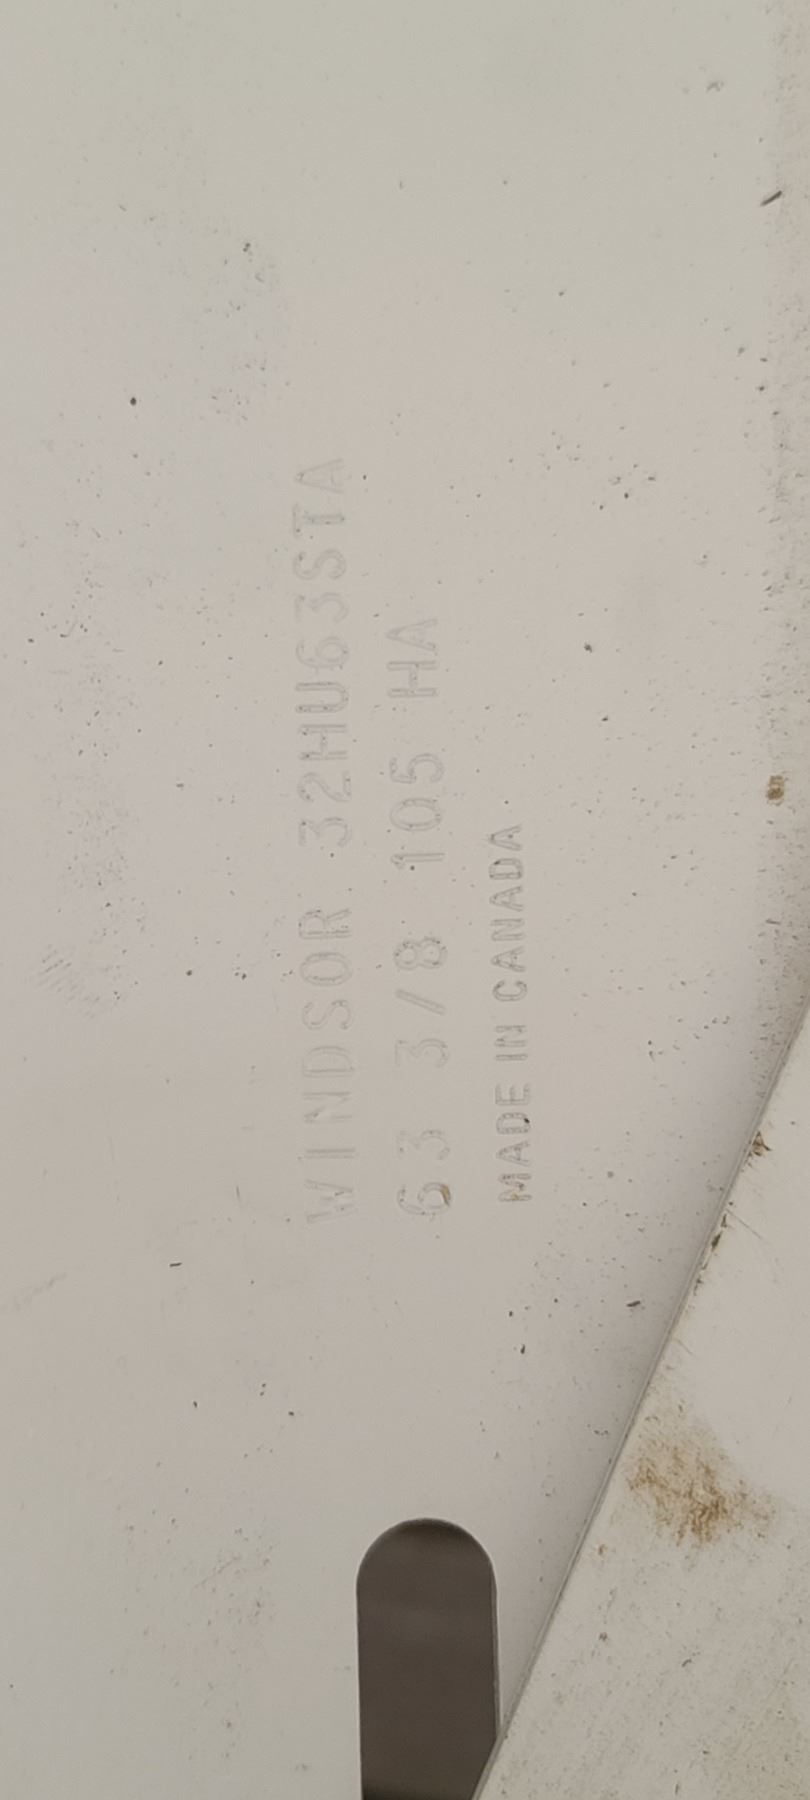 WINDSOR 32HU63STA
63 3/8 105 HA
MADE IN CANADA